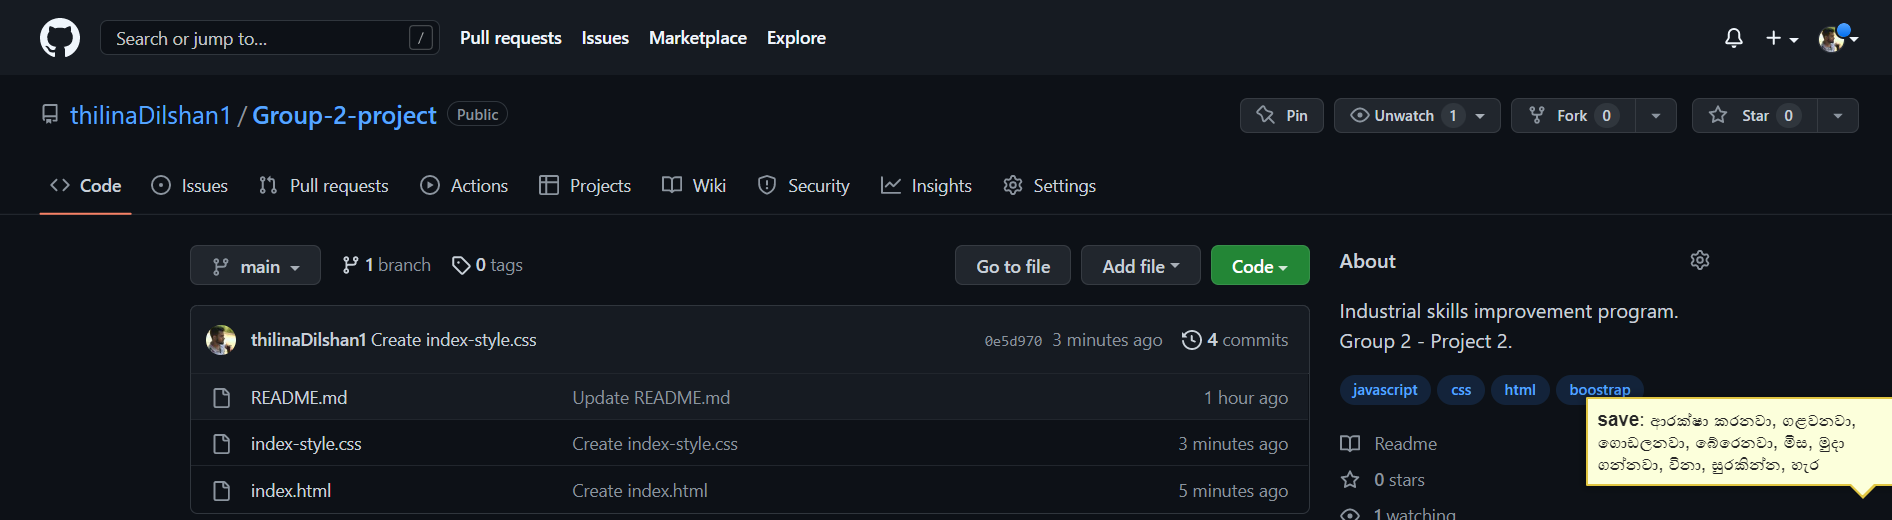 Search or jump to...
/
Pull requests
Issues
Marketplace
Explore
thilinaDilshan1 / Group-2-project
Public
Pin
Unwatch 1
Fork 0
Star 0
Code
Issues
Pull requests
Actions
Projects
Wiki
Security
Insights
Settings
main
1 branch
0 tags
Go to file
Add file
Code
thilinaDilshan1 Create index-style.css
0e5d970 3 minutes ago
4 commits
README.md
Update README.md
1 hour ago
index-style.css
Create index-style.css
3 minutes ago
index.html
Create index.html
5 minutes ago
About
Industrial skills improvement program.
Group 2 - Project 2.
javascript
css
html
boostrap
Readme
0 stars
1 watching
save: ආරක්ෂා කරනවා, ගළවනවා,
ගොඩලනවා, බේරෙනවා, මිස, මුදා
ගන්නවා, විනා, සුරකින්න, හැර